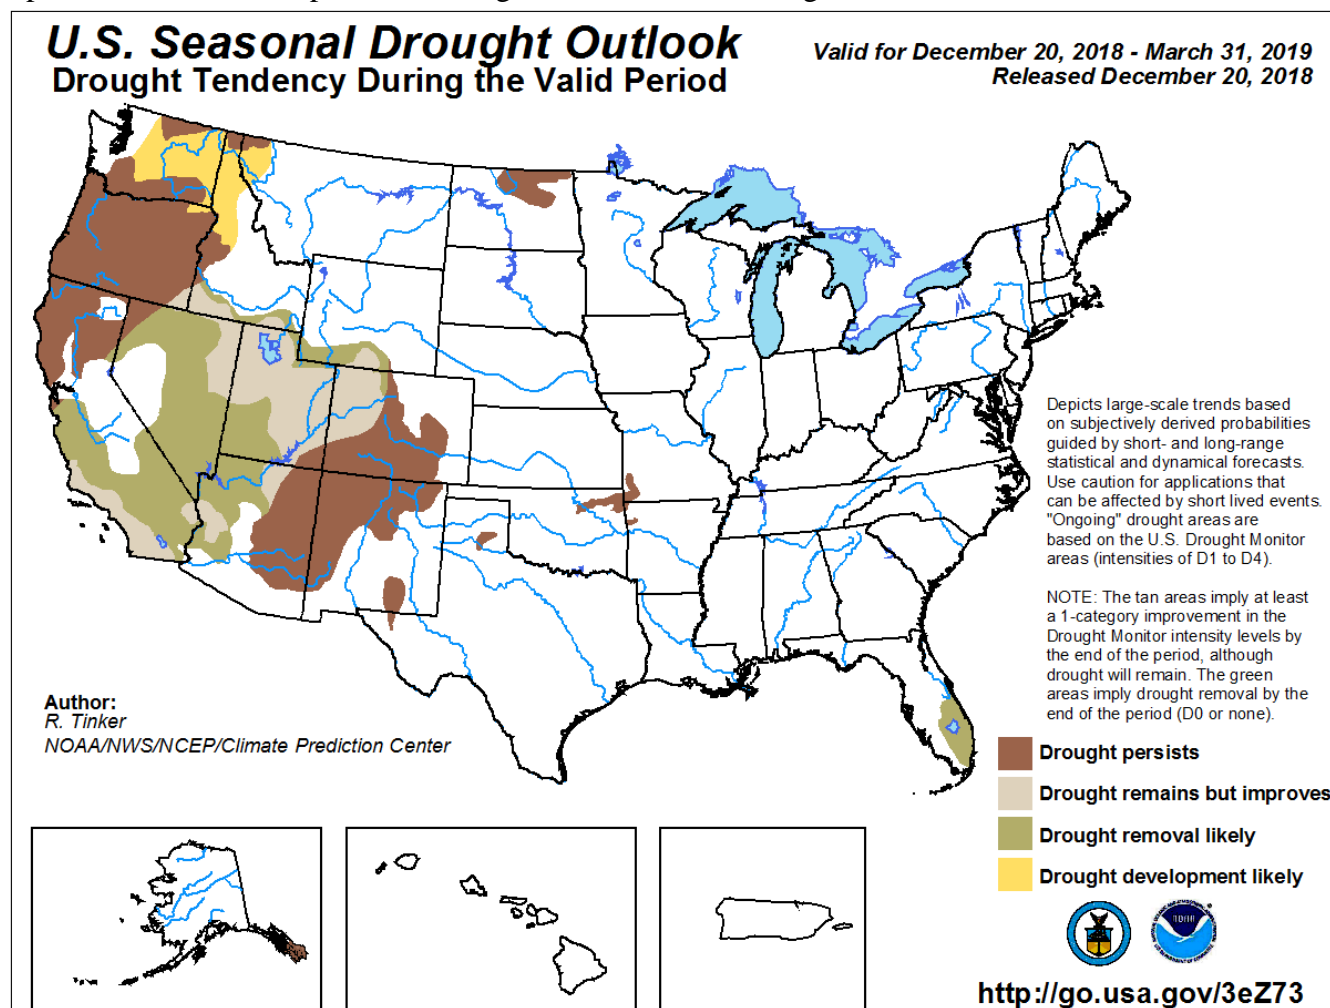 U.S. Seasonal Drought Outlook
Drought Tendency During the Valid Period
Valid for December 20, 2018 - March 31, 2019
Released December 20, 2018
Depicts large-scale trends based
on subjectively derived probabilities
guided by short- and long-range
statistical and dynamical forecasts.
Use caution for applications that
can be affected by short lived events.
"Ongoing" drought areas are
based on the U.S. Drought Monitor
areas (intensities of D1 to D4).
NOTE: The tan areas imply at least
a 1-category improvement in the
Drought Monitor intensity levels by
the end of the period, although
drought will remain. The green
areas imply drought removal by the
end of the period (D0 or none).
Author:
R. Tinker
NOAA/NWS/NCEP/Climate Prediction Center
Drought persists
Drought remains but improves
Drought removal likely
Drought development likely
http://go.usa.gov/3eZ73